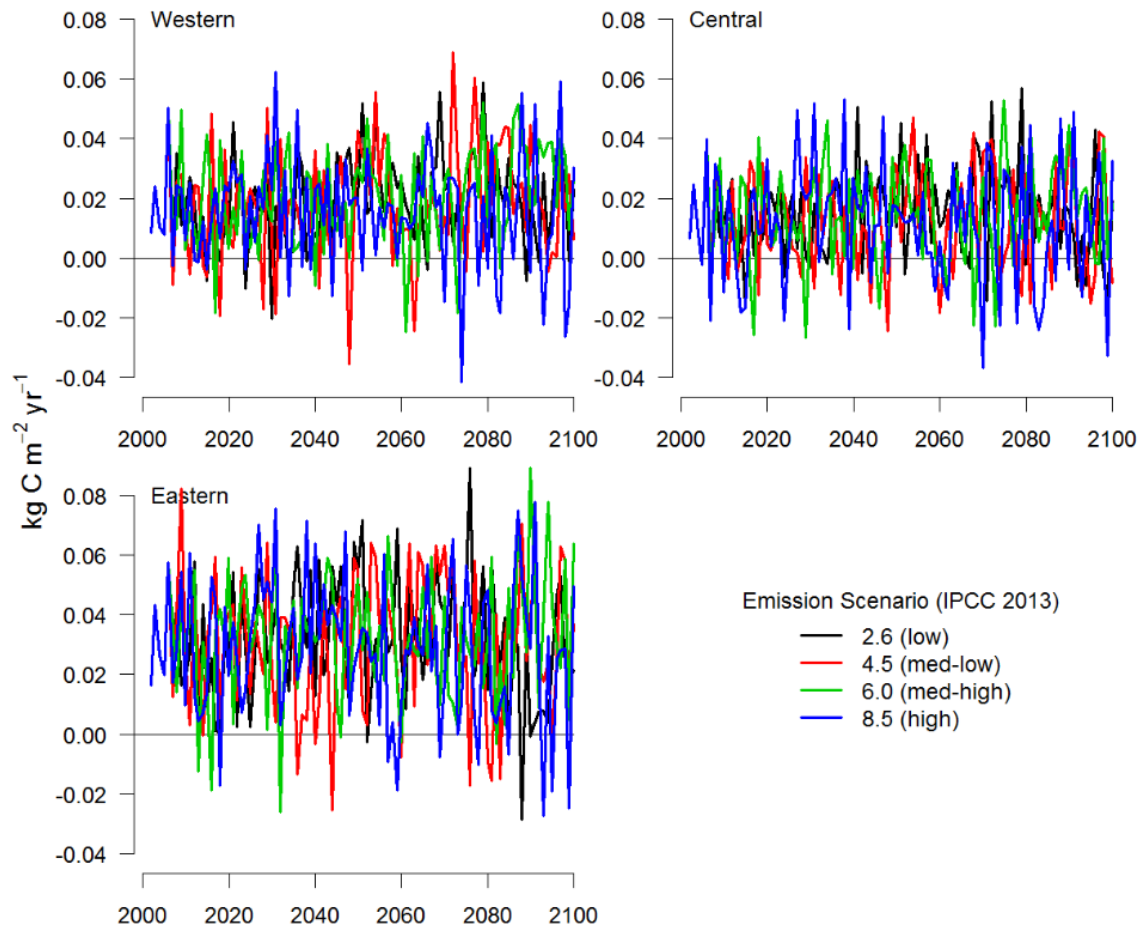 Western
0.08
0.06
0.04
0.02
0.00
-0.02
-0.04
2000 2020 2040 2060 2080 2100
Central
0.08
0.06
0.04
0.02
0.00
-0.02
-0.04
2000 2020 2040 2060 2080 2100
kg C m⁻² yr⁻¹
Eastern
0.08
0.06
0.04
0.02
0.00
-0.02
-0.04
2000 2020 2040 2060 2080 2100
Emission Scenario (IPCC 2013)
2.6 (low)
4.5 (med-low)
6.0 (med-high)
8.5 (high)